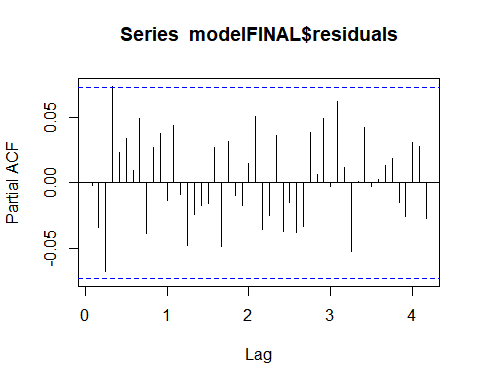 Series modelFINAL$residuals
Partial ACF
0.05
0.00
-0.05
0 1 2 3 4
Lag